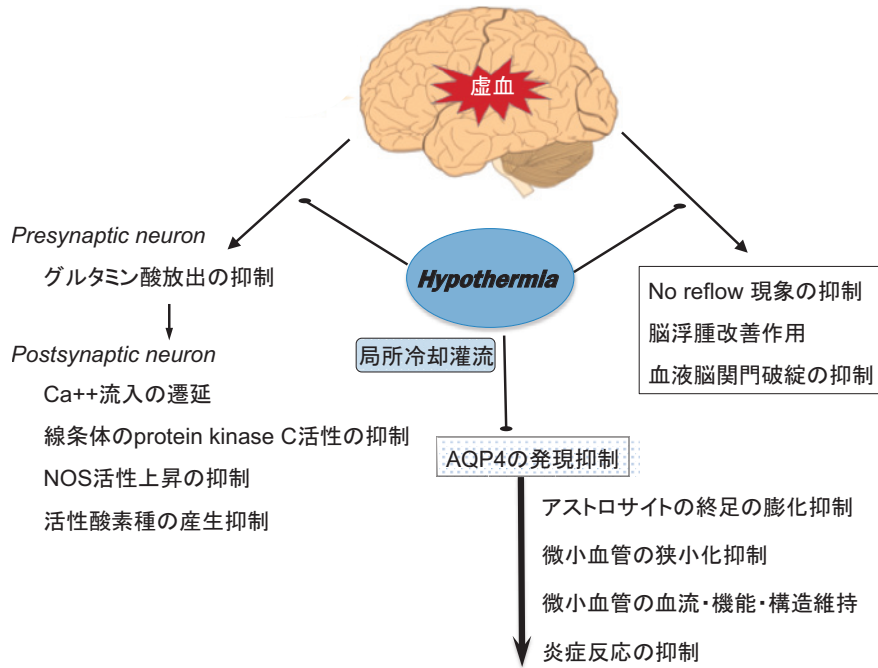 虚血
Presynaptic neuron
グルタミン酸放出の抑制
Postsynaptic neuron
Ca++流入の遷延
線条体のprotein kinase C活性の抑制
NOS活性上昇の抑制
活性酸素種の産生抑制
Hypothermia
局所冷却灌流
AQP4の発現抑制
アストロサイトの終足の膨化抑制
微小血管の狭小化抑制
微小血管の血流・機能・構造維持
炎症反応の抑制
No reflow 現象の抑制
脳浮腫改善作用
血液脳関門破綻の抑制